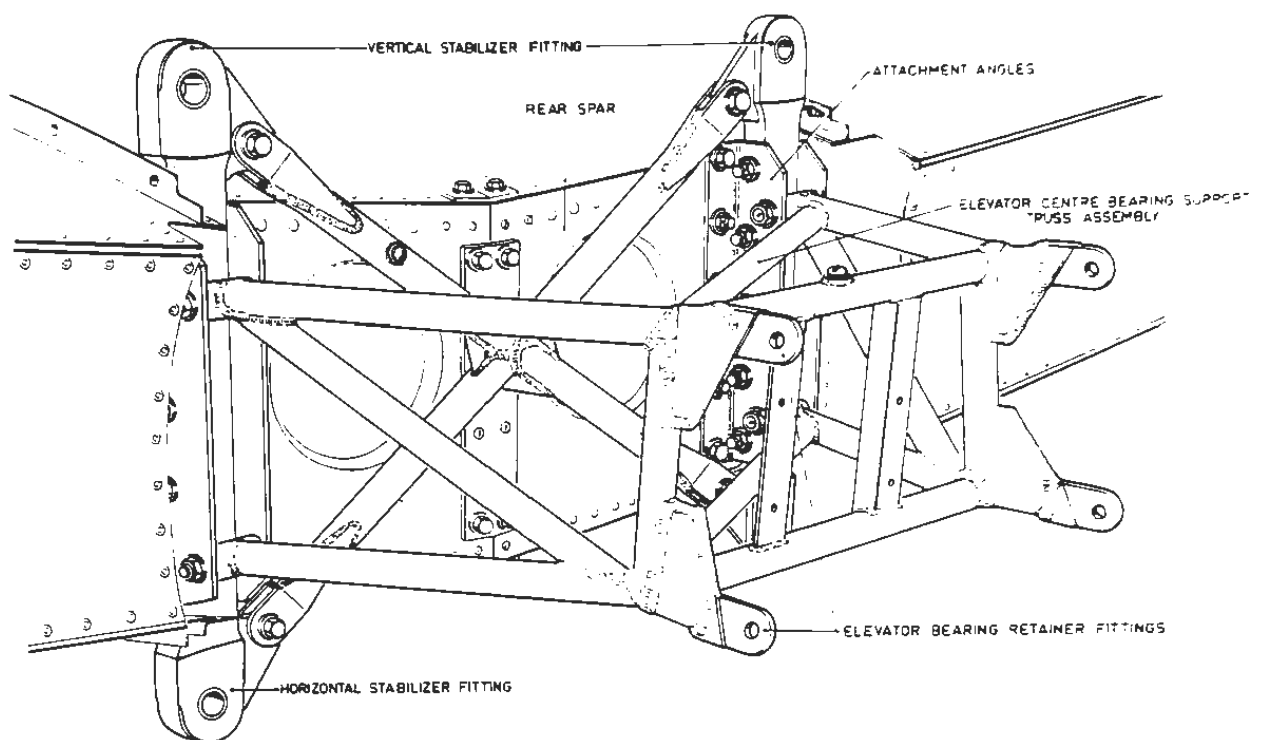 VERTICAL STABILIZER FITTING
ATTACHMENT ANGLES
REAR SPAR
ELEVATOR CENTRE BEARING SUPPORT
TRUSS ASSEMBLY
ELEVATOR BEARING RETAINER FITTINGS
HORIZONTAL STABILIZER FITTING